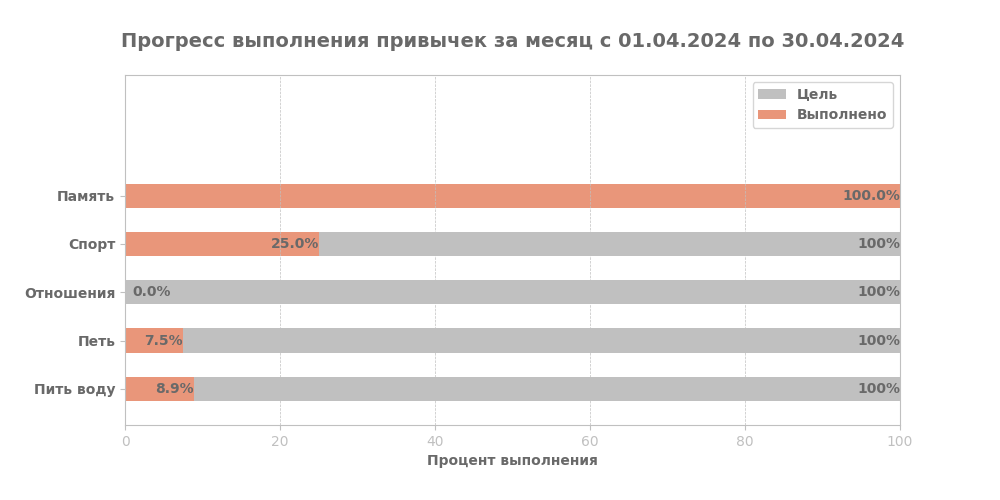 Прогресс выполнения привычек за месяц с 01.04.2024 по 30.04.2024
Цель
Выполнено
Память 100.0%
Спорт 25.0% 100%
Отношения 0.0% 100%
Петь 7.5% 100%
Пить воду 8.9% 100%
0 20 40 60 80 100
Процент выполнения